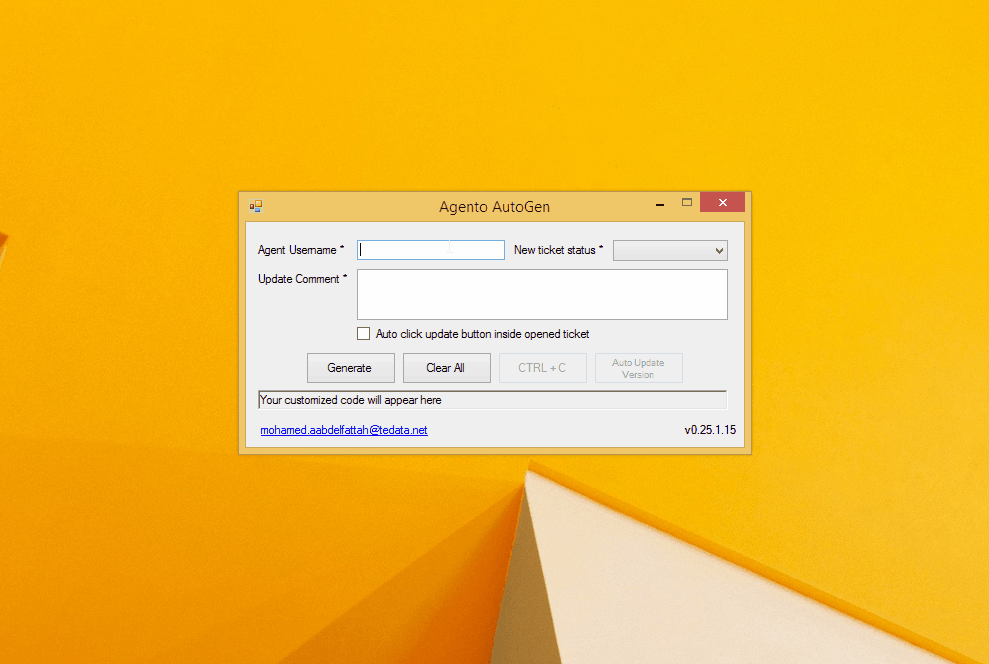 Agento AutoGen
Agent Username *
New ticket status *
Update Comment *
Auto click update button inside opened ticket
Generate
Clear All
CTRL + C
Auto Update
Version
Your customized code will appear here
mohamed.aabdelfattah@tedata.net
v0.25.1.15